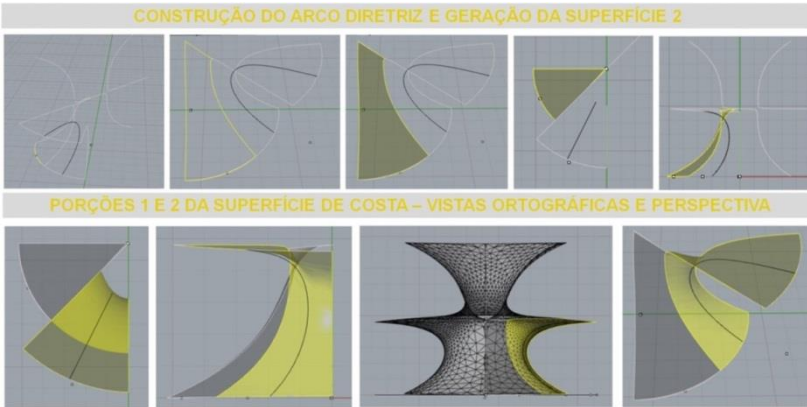 CONSTRUÇÃO DO ARCO DIRETRIZ E GERAÇÃO DA SUPERFÍCIE 2
PORÇÕES 1 E 2 DA SUPERFÍCIE DE COSTA – VISTAS ORTOGRÁFICAS E PERSPECTIVA